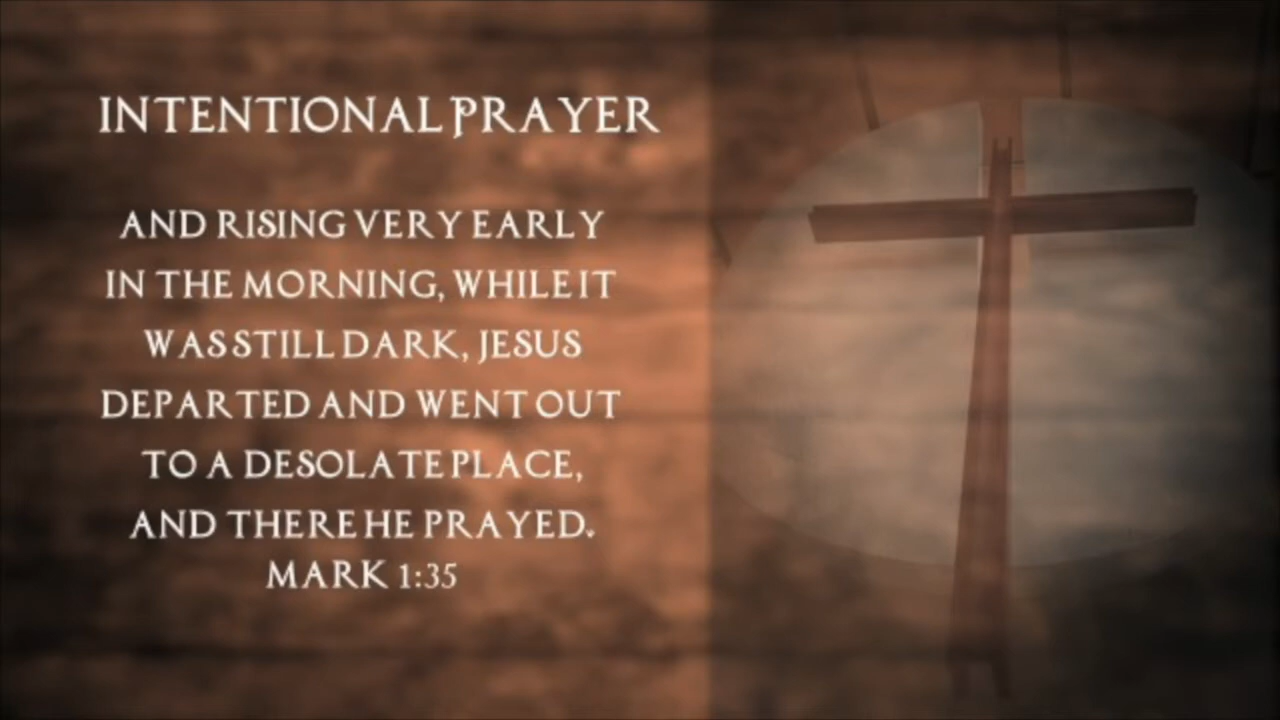 INTENTIONAL PRAYER
AND RISING VERY EARLY
IN THE MORNING, WHILE IT
WAS STILL DARK, JESUS
DEPARTED AND WENT OUT
TO A DESOLATE PLACE,
AND THERE HE PRAYED.
MARK 1:35